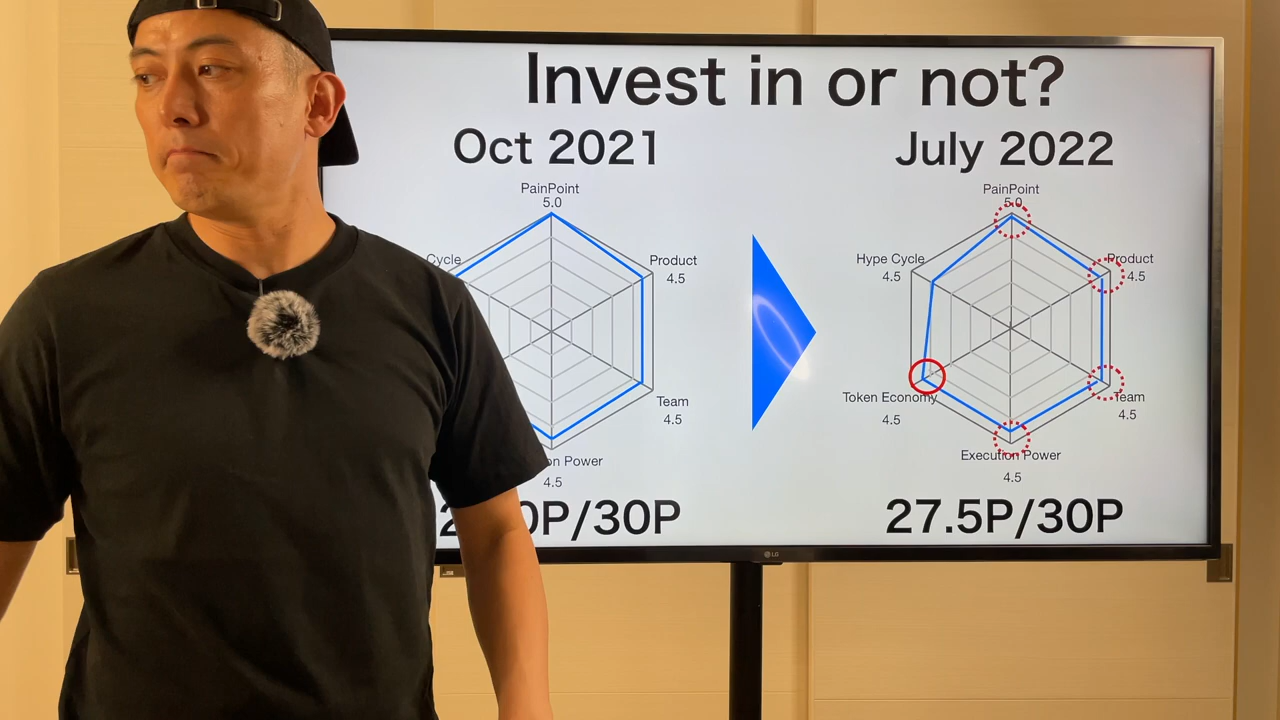 Invest in or not?
Oct 2021
July 2022
PainPoint
5.0
Cycle
Product
4.5
Team
4.5
on Power
4.5
0P/30P
PainPoint
5.0
Hype Cycle
4.5
Product
4.5
Token Economy
4.5
Team
4.5
Execution Power
4.5
27.5P/30P
LG